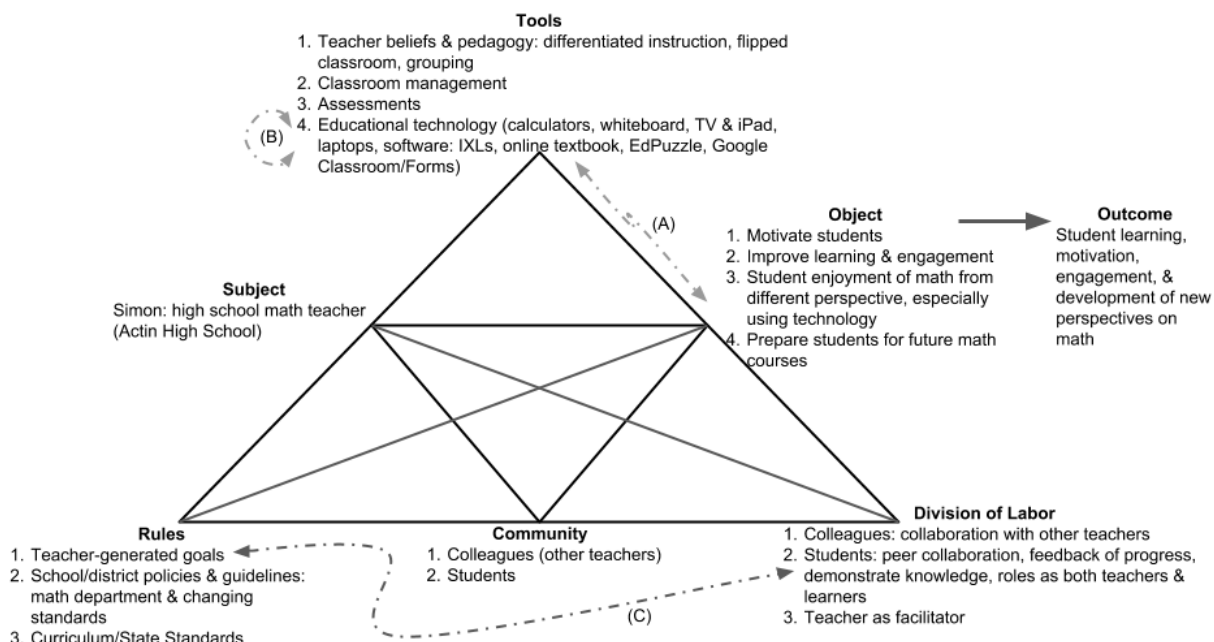 Tools
1. Teacher beliefs & pedagogy: differentiated instruction, flipped
classroom, grouping
2. Classroom management
3. Assessments
4. Educational technology (calculators, whiteboard, TV & iPad,
laptops, software: IXLs, online textbook, EdPuzzle, Google
Classroom/Forms)
(B)
(A)
Subject
Simon: high school math teacher
(Actin High School)
Object
1. Motivate students
2. Improve learning & engagement
3. Student enjoyment of math from
different perspective, especially
using technology
4. Prepare students for future math
courses
Outcome
Student learning,
motivation,
engagement, &
development of new
perspectives on
math
Rules
1. Teacher-generated goals
2. School/district policies & guidelines:
math department & changing
standards
3. Curriculum/State Standards
Community
1. Colleagues (other teachers)
2. Students
Division of Labor
1. Colleagues: collaboration with other teachers
2. Students: peer collaboration, feedback of progress,
demonstrate knowledge, roles as both teachers &
learners
3. Teacher as facilitator
(C)